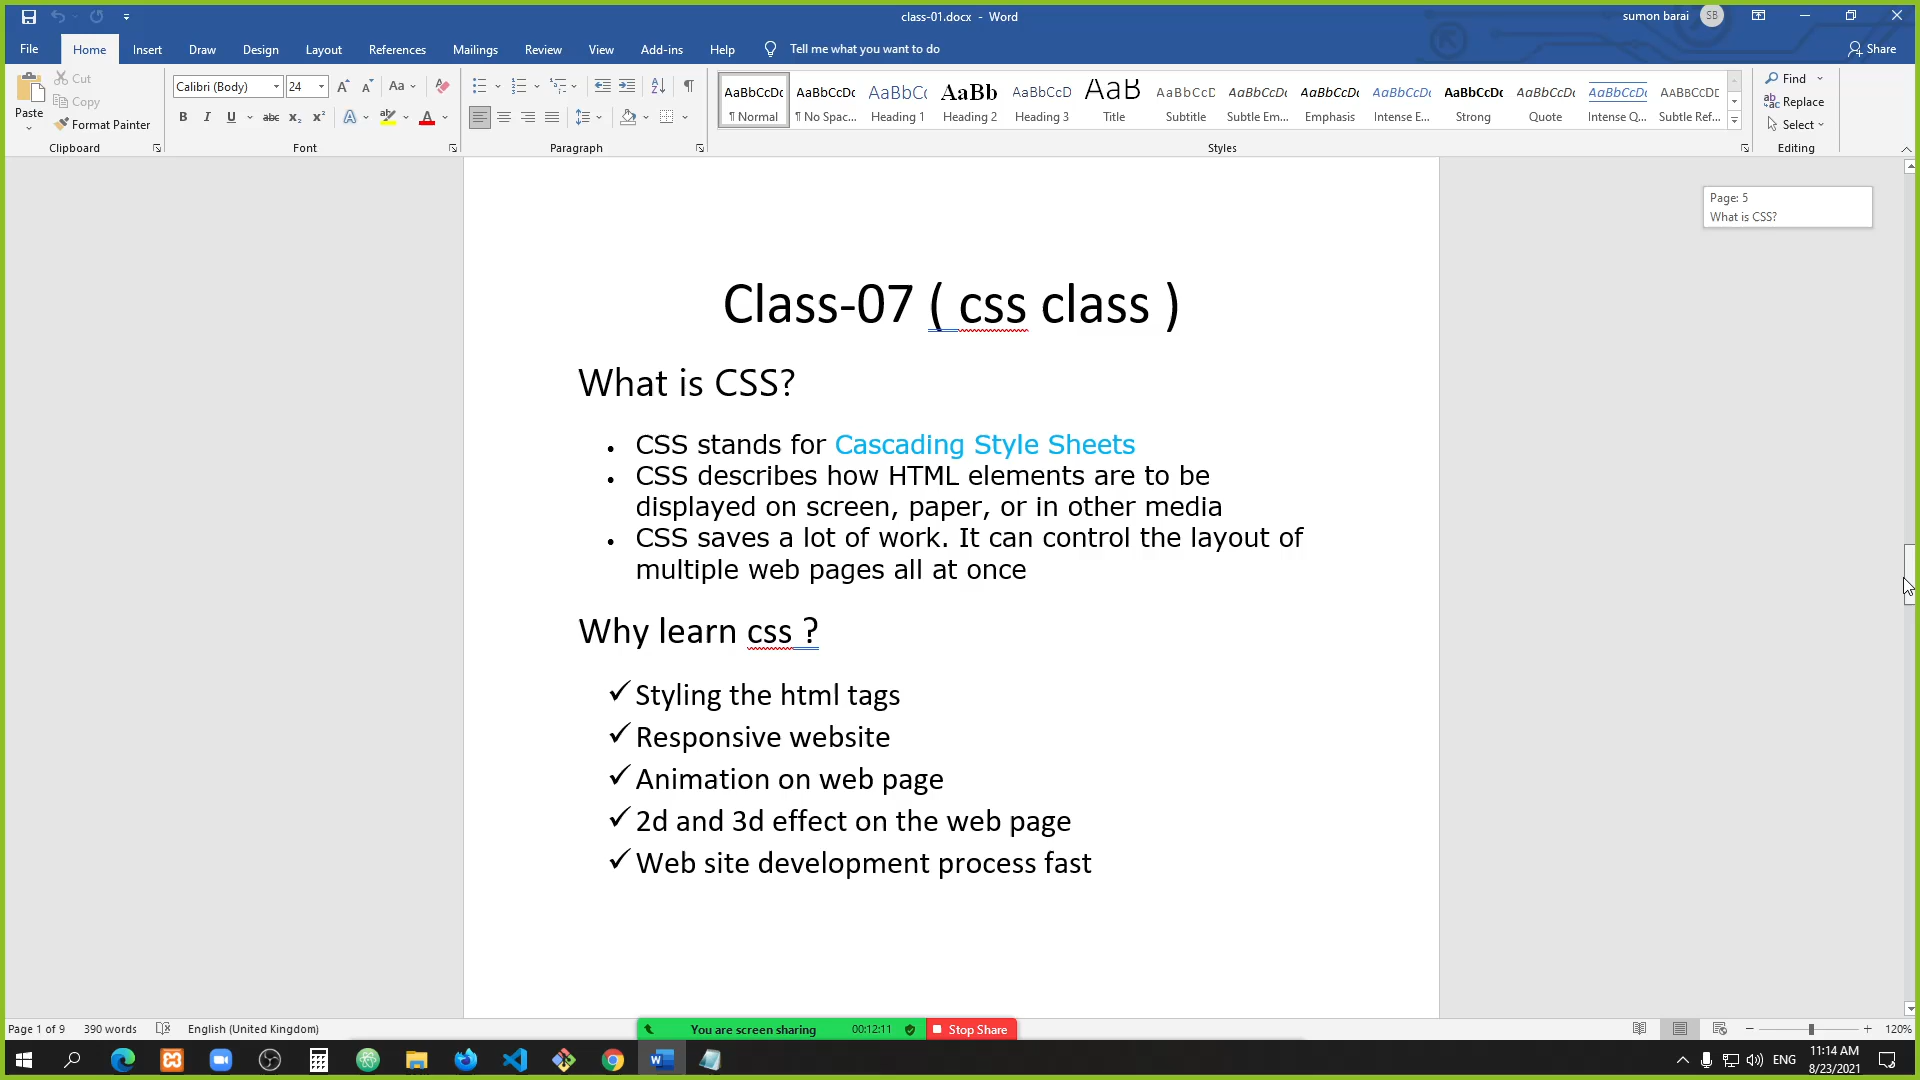 class-01.docx - Word
sumon barai
SB
File
Home
Insert
Draw
Design
Layout
References
Mailings
Review
View
Add-ins
Help
Tell me what you want to do
Share
Paste
Cut
Copy
Format Painter
Clipboard
Calibri (Body)
24
Aa
B I U abc x₂ x² A A
Font
Paragraph
AaBbCcDc
AaBbCcDc
AaBbCc
AaBb
AaBbCcD
AaB
AaBbCcD
AaBbCcDc
AaBbCcDc
AaBbCcDc
AaBbCcDc
AaBbCcDc
AaBbCcDc
AABBCCDC
¶ Normal
¶ No Spac...
Heading 1
Heading 2
Heading 3
Title
Subtitle
Subtle Em...
Emphasis
Intense E...
Strong
Quote
Intense Q...
Subtle Ref...
Styles
Find
Replace
Select
Editing
Page: 5
What is CSS?
Class-07 ( css class )
What is CSS?
• CSS stands for Cascading Style Sheets
• CSS describes how HTML elements are to be
displayed on screen, paper, or in other media
• CSS saves a lot of work. It can control the layout of
multiple web pages all at once
Why learn css ?
✓ Styling the html tags
✓ Responsive website
✓ Animation on web page
✓ 2d and 3d effect on the web page
✓ Web site development process fast
Page 1 of 9
390 words
English (United Kingdom)
You are screen sharing
00:12:11
Stop Share
120%
ENG
11:14 AM
8/23/2021